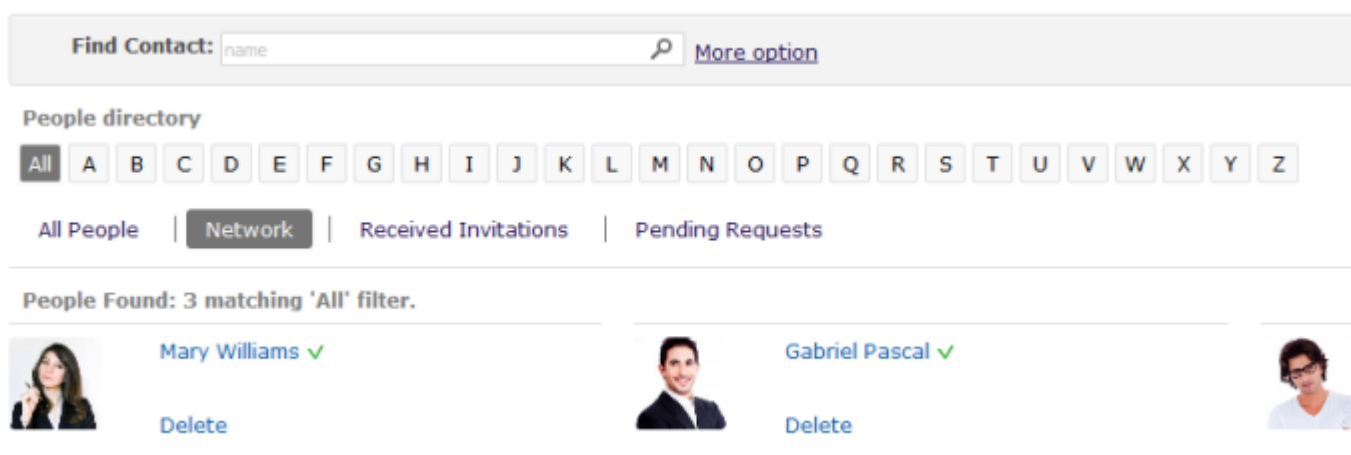 Find Contact: name More option
People directory
All A B C D E F G H I J K L M N O P Q R S T U V W X Y Z
All People | Network | Received Invitations | Pending Requests
People Found: 3 matching 'All' filter.
Mary Williams ✓ Gabriel Pascal ✓
Delete Delete